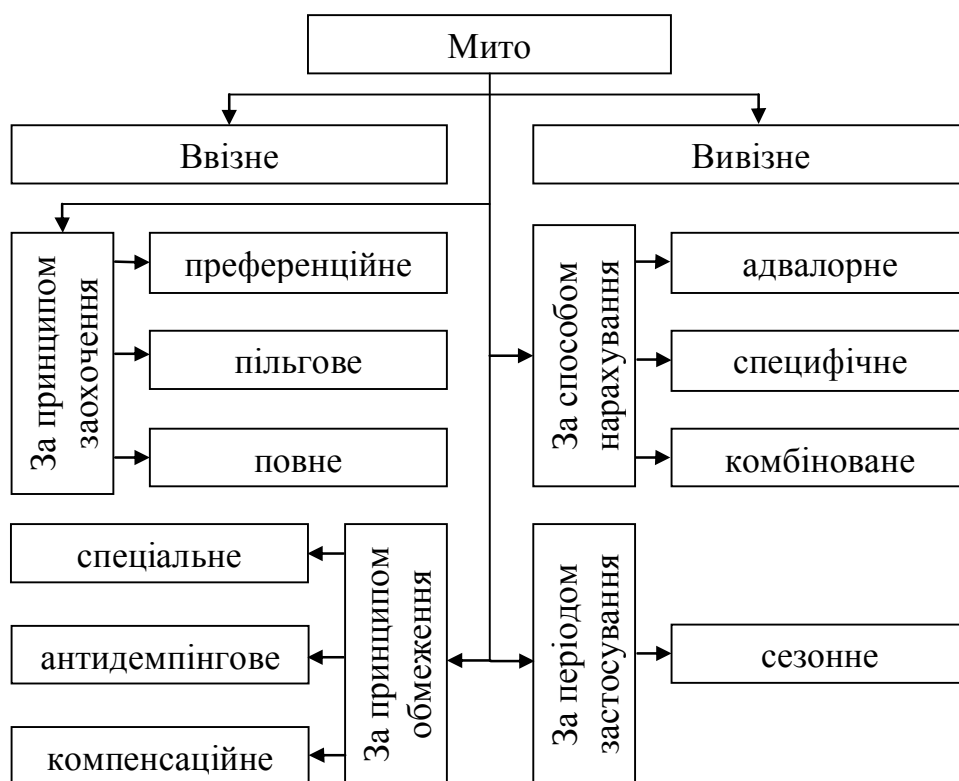 Мито
Ввізне
Вивізне
За принципом
заохочення
преференційне
пільгове
повне
За способом
нарахування
адвалорне
специфічне
комбіноване
спеціальне
антидемпінгове
компенсаційне
За принципом
обмеження
За періодом
застосування
сезонне